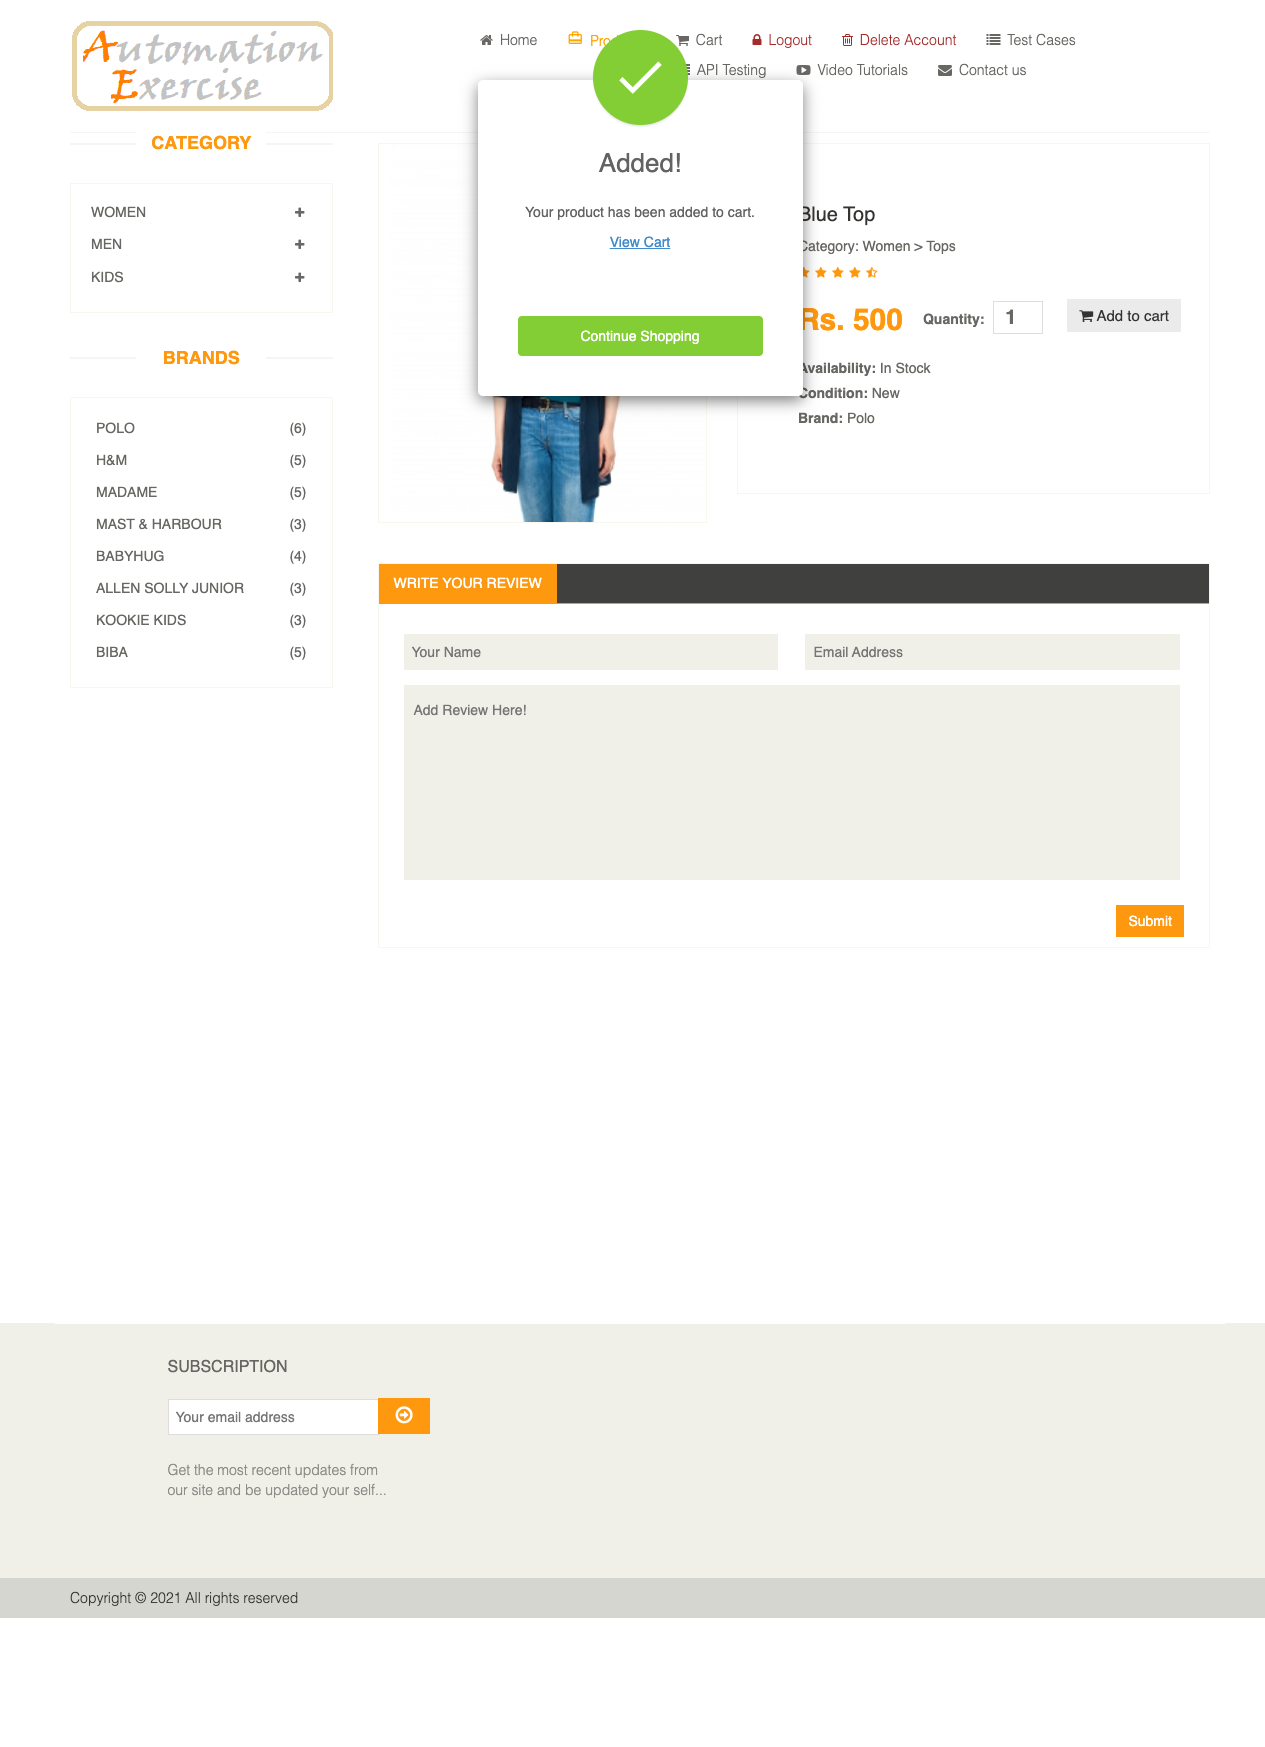 Automation
Exercise
Home
Cart
Logout
Delete Account
Test Cases
API Testing
Video Tutorials
Contact us
CATEGORY
WOMEN
MEN
KIDS
BRANDS
POLO (6)
H&M (5)
MADAME (5)
MAST & HARBOUR (3)
BABYHUG (4)
ALLEN SOLLY JUNIOR (3)
KOOKIE KIDS (3)
BIBA (5)
Added!
Your product has been added to cart.
View Cart
Continue Shopping
Blue Top
Category: Women > Tops
Rs. 500 Quantity: 1 Add to cart
Availability: In Stock
Condition: New
Brand: Polo
WRITE YOUR REVIEW
Your Name
Email Address
Add Review Here!
Submit
SUBSCRIPTION
Your email address
Get the most recent updates from
our site and be updated your self...
Copyright © 2021 All rights reserved